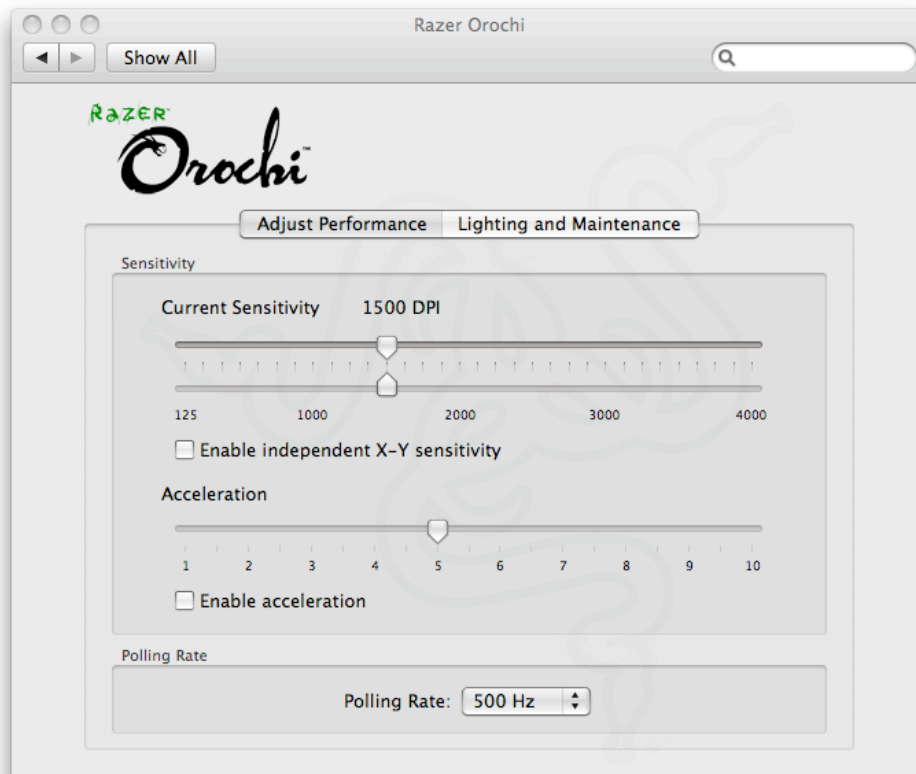 Razer Orochi
Show All
RAZER™
Orochi™
Adjust Performance Lighting and Maintenance
Sensitivity
Current Sensitivity 1500 DPI
125 1000 2000 3000 4000
Enable independent X-Y sensitivity
Acceleration
1 2 3 4 5 6 7 8 9 10
Enable acceleration
Polling Rate
Polling Rate: 500 Hz